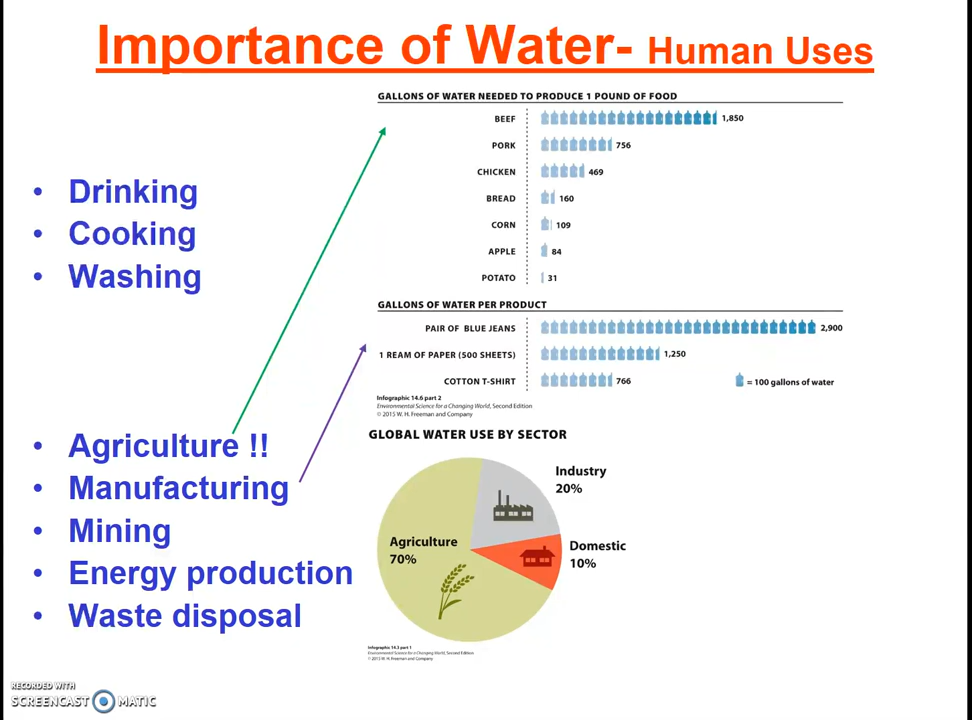 Importance of Water- Human Uses
• Drinking
• Cooking
• Washing
• Agriculture !!
• Manufacturing
• Mining
• Energy production
• Waste disposal
GALLONS OF WATER NEEDED TO PRODUCE 1 POUND OF FOOD
BEEF 1,850
PORK 756
CHICKEN 469
BREAD 160
CORN 109
APPLE 84
POTATO 31
GALLONS OF WATER PER PRODUCT
PAIR OF BLUE JEANS 2,900
1 REAM OF PAPER (500 SHEETS) 1,250
COTTON T-SHIRT 766
= 100 gallons of water
Infographic 14.6 part 2
Environmental Science for a Changing World, Second Edition
© 2015 W. H. Freeman and Company
GLOBAL WATER USE BY SECTOR
Industry
20%
Agriculture
70%
Domestic
10%
Infographic 14.3 part 1
Environmental Science for a Changing World, Second Edition
© 2015 W. H. Freeman and Company
RECORDED WITH
SCREENCAST MATIC